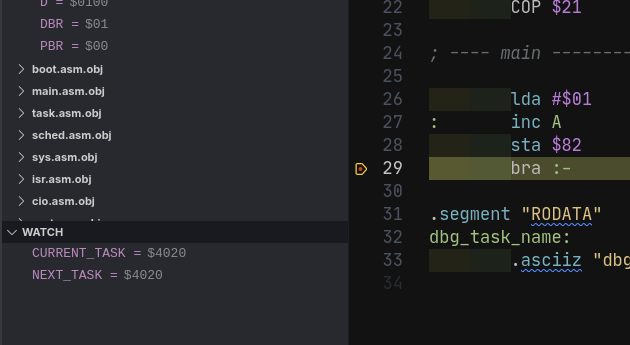 D = $0100
DBR = $01
PBR = $00
boot.asm.obj
main.asm.obj
task.asm.obj
sched.asm.obj
sys.asm.obj
isr.asm.obj
cio.asm.obj
WATCH
CURRENT_TASK = $4020
NEXT_TASK = $4020
22 COP $21
23
24 ; ---- main --------
25
26 lda #$01
27 : inc A
28 sta $82
29 bra :-
30
31 .segment "RODATA"
32 dbg_task_name:
33 .asciiz "dbg
34